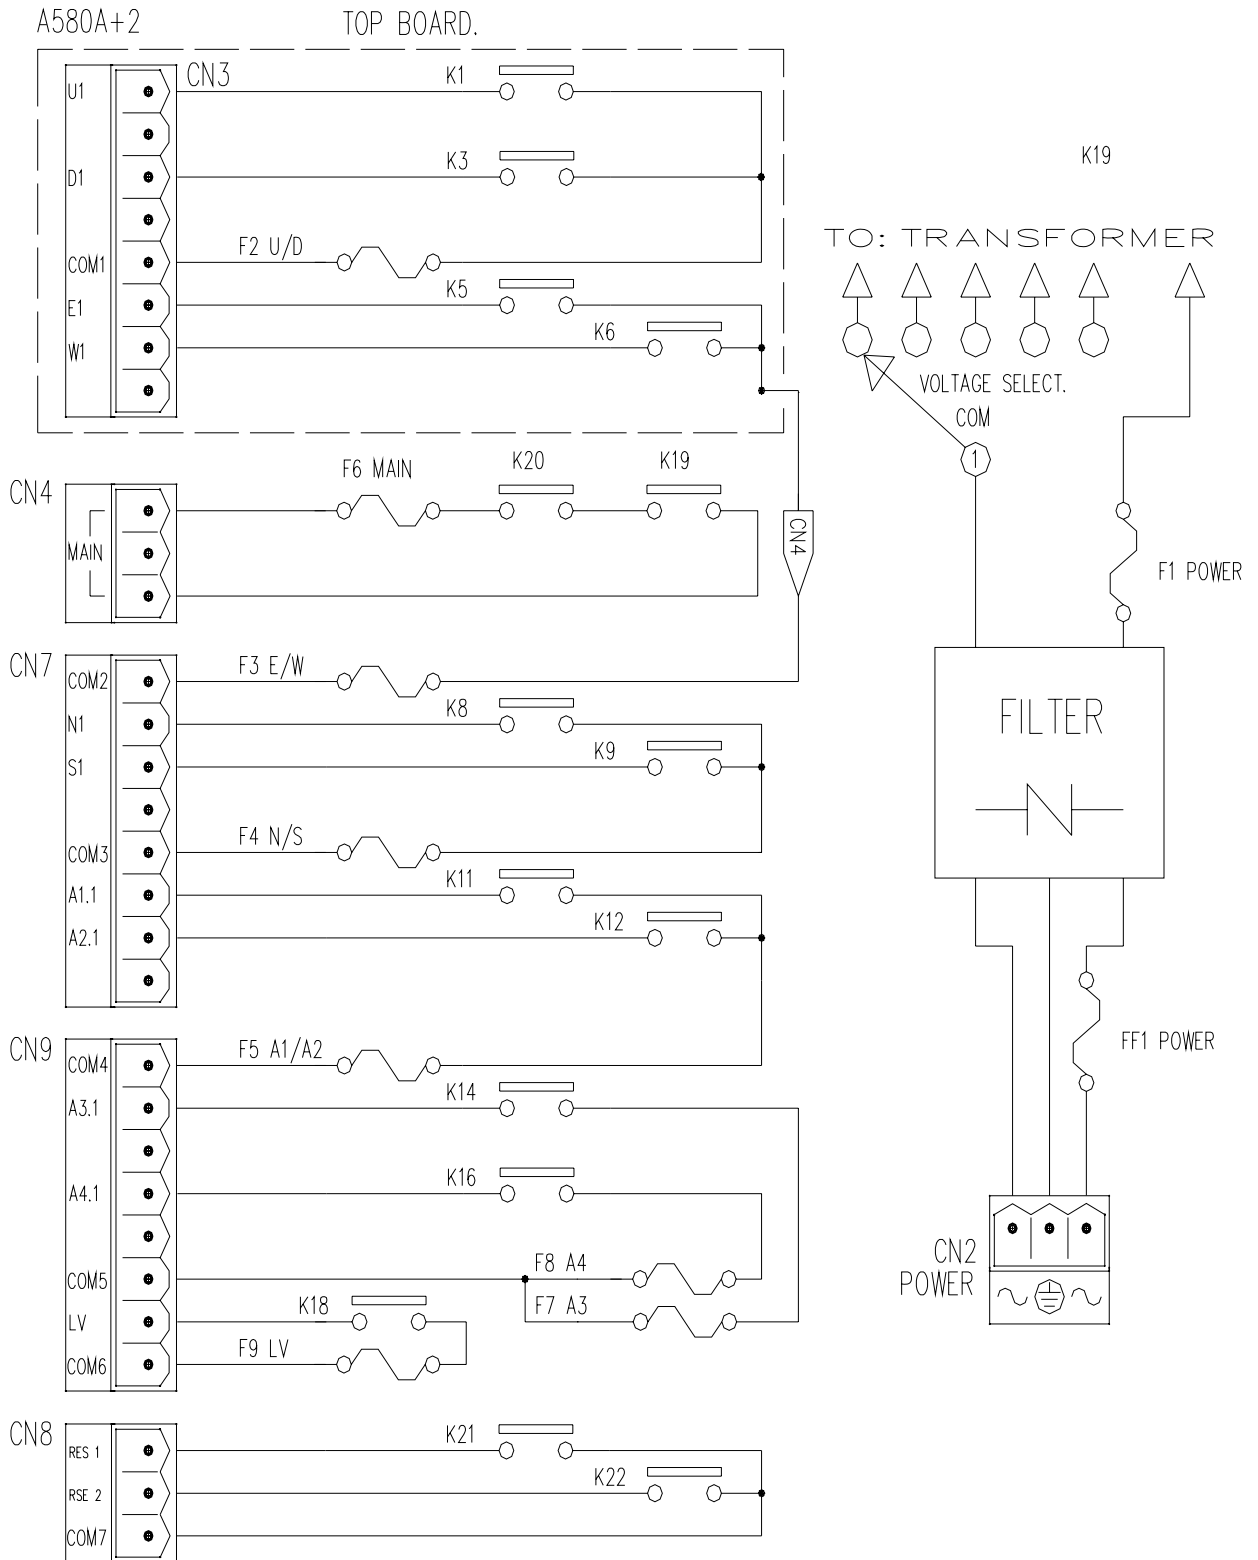 A580A+2
TOP BOARD.
CN3
U1
K1
D1
K3
F2 U/D
COM1
E1
K5
W1
K6
K19
TO: TRANSFORMER
VOLTAGE SELECT.
COM
1
CN4
F6 MAIN
K20
K19
MAIN
CN4
F1 POWER
CN7
COM2
F3 E/W
N1
K8
S1
K9
COM3
F4 N/S
A1.1
K11
A2.1
K12
FILTER
CN9
COM4
F5 A1/A2
A3.1
K14
A4.1
K16
COM5
F8 A4
F7 A3
LV
K18
COM6
F9 LV
FF1 POWER
CN2
POWER
CN8
RES 1
K21
RSE 2
K22
COM7